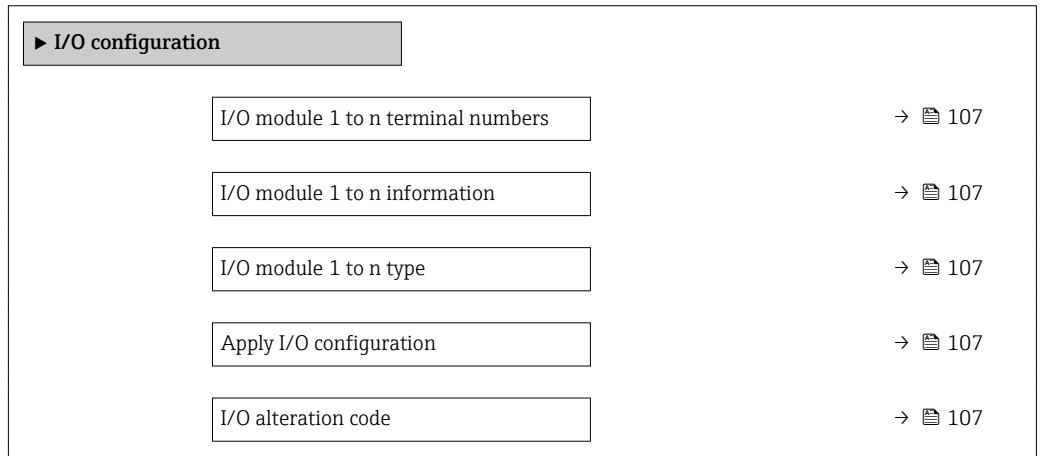 ► I/O configuration
I/O module 1 to n terminal numbers → 107
I/O module 1 to n information → 107
I/O module 1 to n type → 107
Apply I/O configuration → 107
I/O alteration code → 107